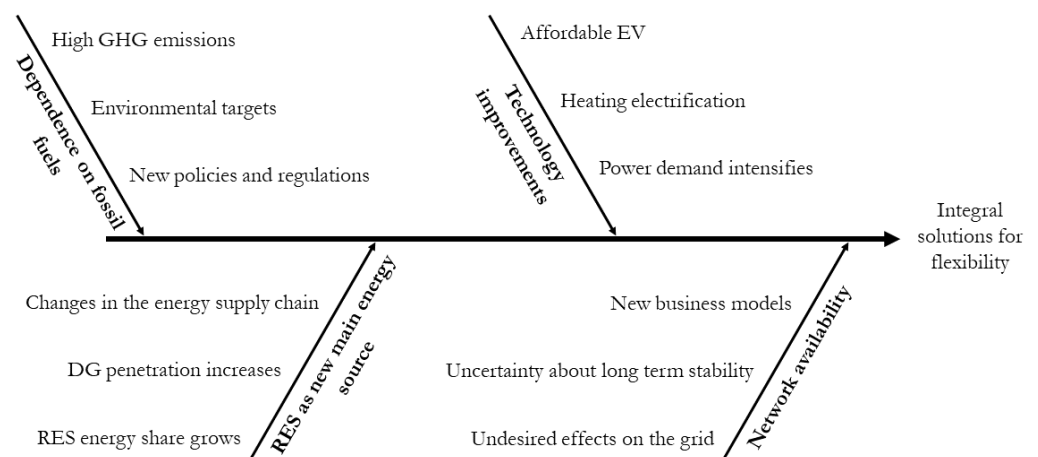 High GHG emissions
Environmental targets
New policies and regulations
Dependence on fossil
fuels
Affordable EV
Heating electrification
Power demand intensifies
Technology
improvements
Integral
solutions for
flexibility
Changes in the energy supply chain
DG penetration increases
RES energy share grows
RES as new main energy
source
New business models
Uncertainty about long term stability
Undesired effects on the grid
Network availability